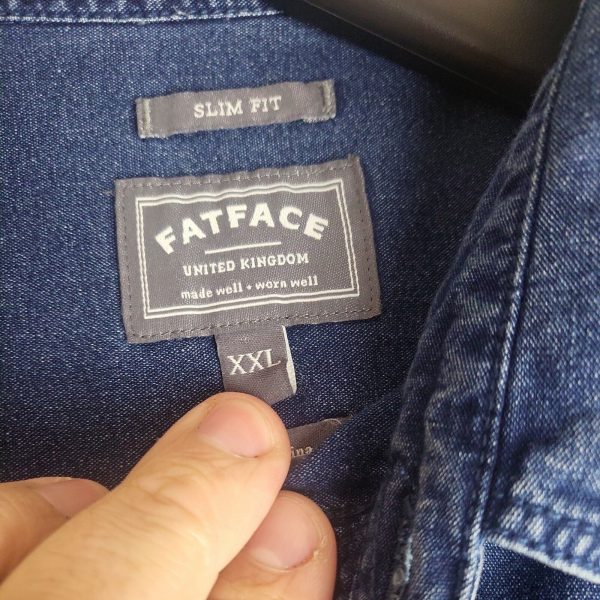 SLIM FIT
FATFACE
UNITED KINGDOM
made well • worn well
XXL